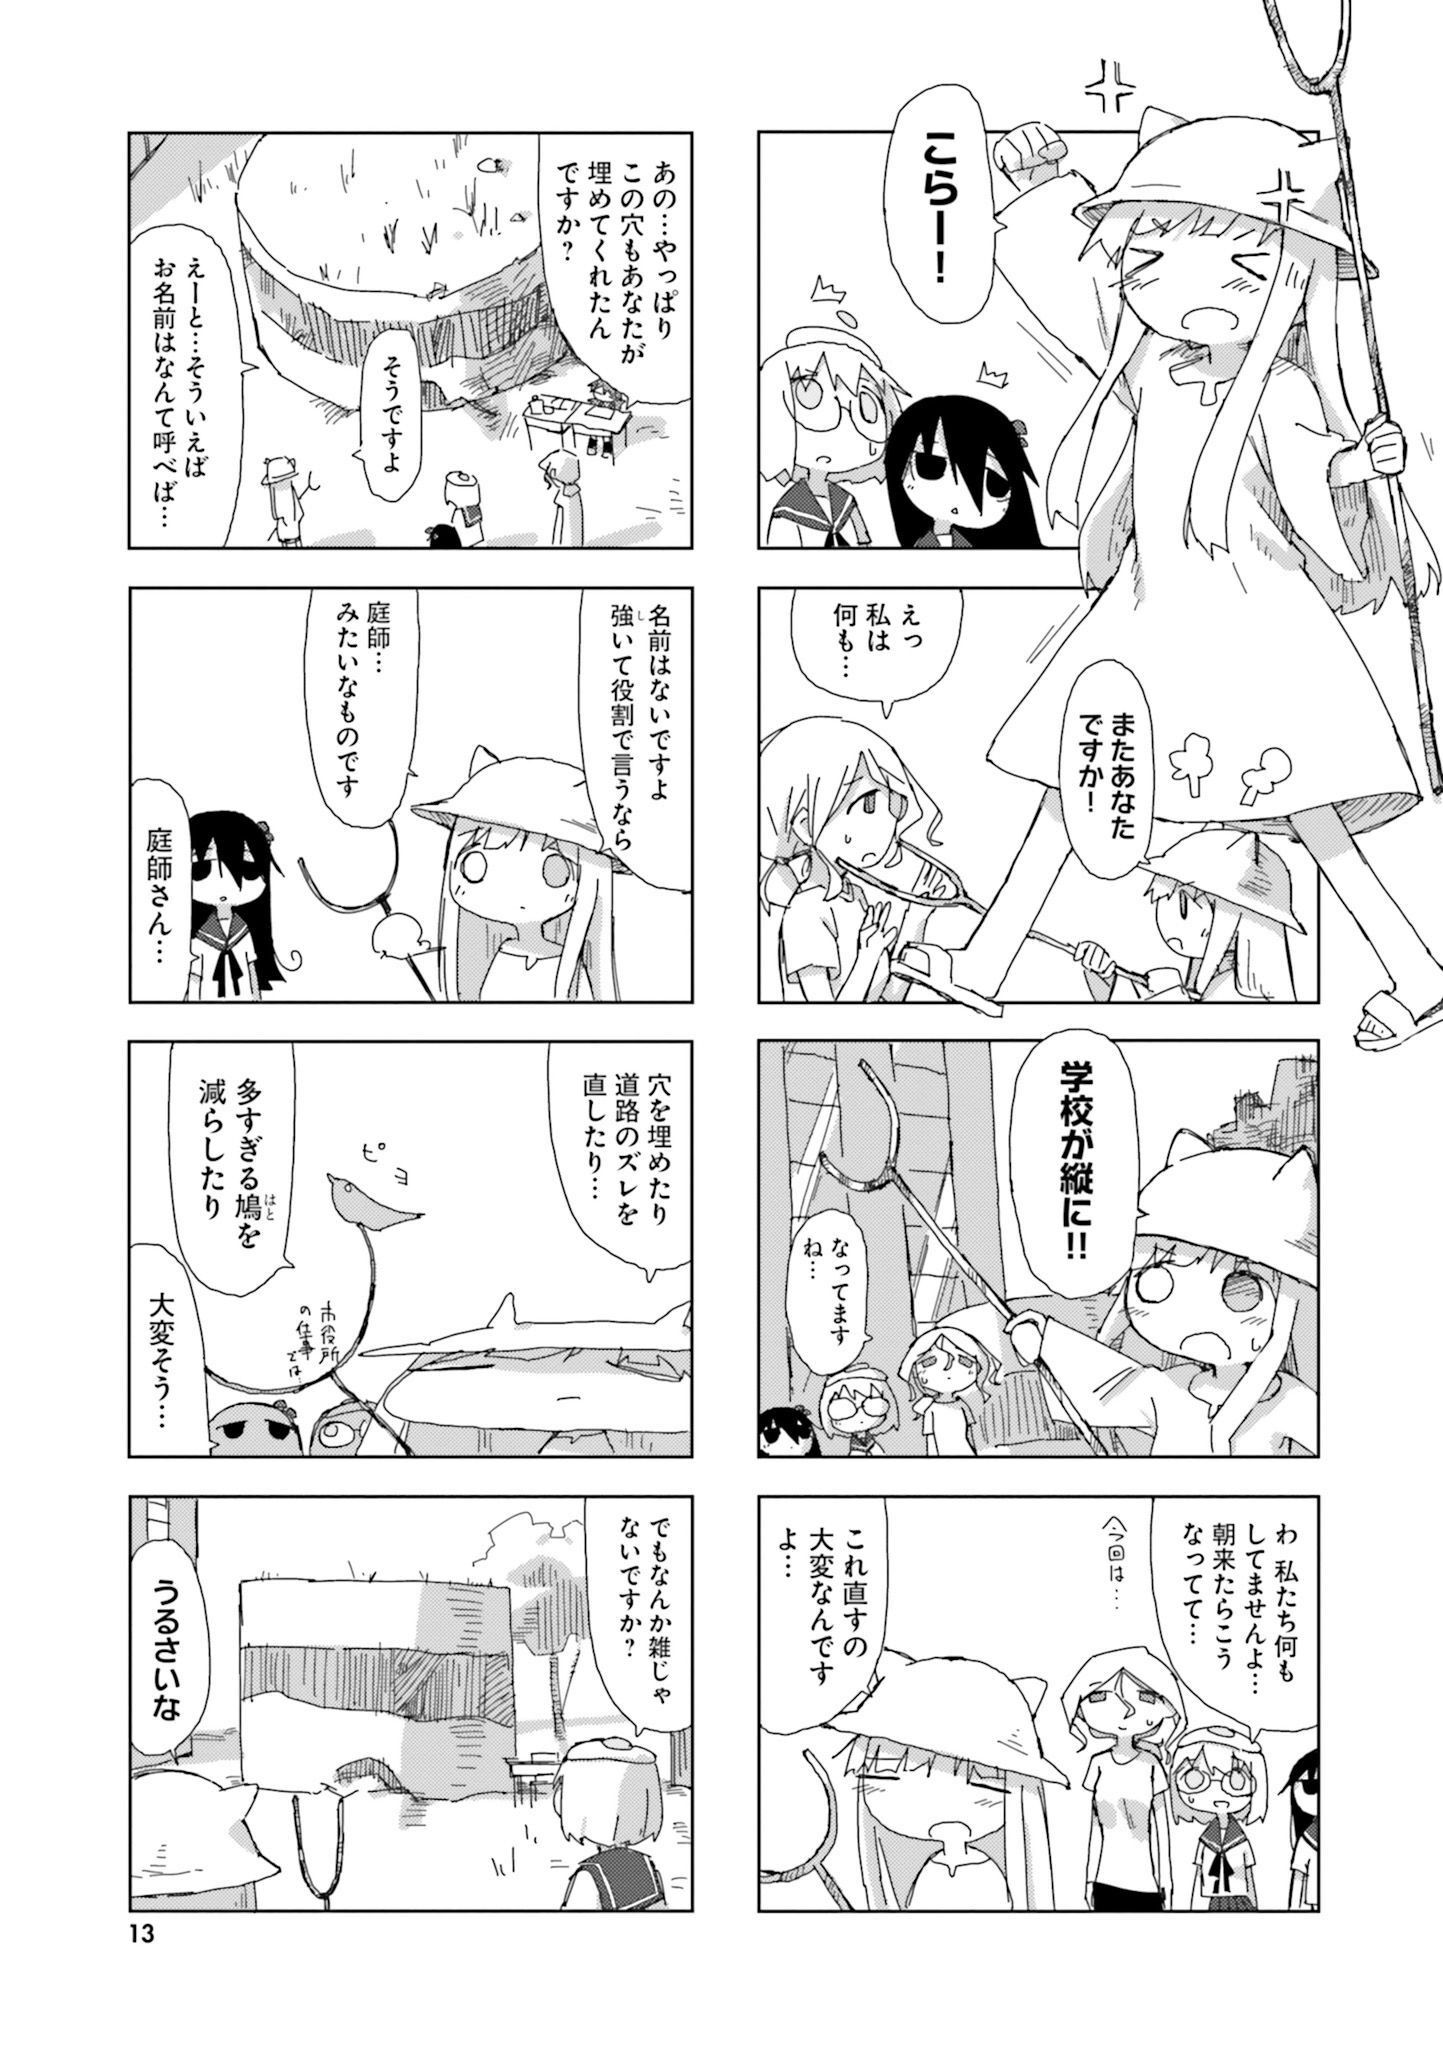 こらー！
えっ
私は
何も…
またあなた
ですか！
学校が縦に!!
なってます
ね…
わ 私たち何も
してませんよ…
朝来たらこう
なってて…
今回は…
これ直すの
大変なんです
よ…
あの…やっぱり
この穴もあなたが
埋めてくれたん
ですか？
そうですよ
えーと…そういえば
お名前はなんて呼べば…
名前はないですよ
強いて役割で言うなら
し
庭師…
みたいなものです
庭師さん…
穴を埋めたり
道路のズレを
直したり…
ピヨ
多すぎる鳩を
はと
減らしたり
市役所
の仕事
では…
大変そう…
でもなんか雑じゃ
ないですか？
うるさいな
13